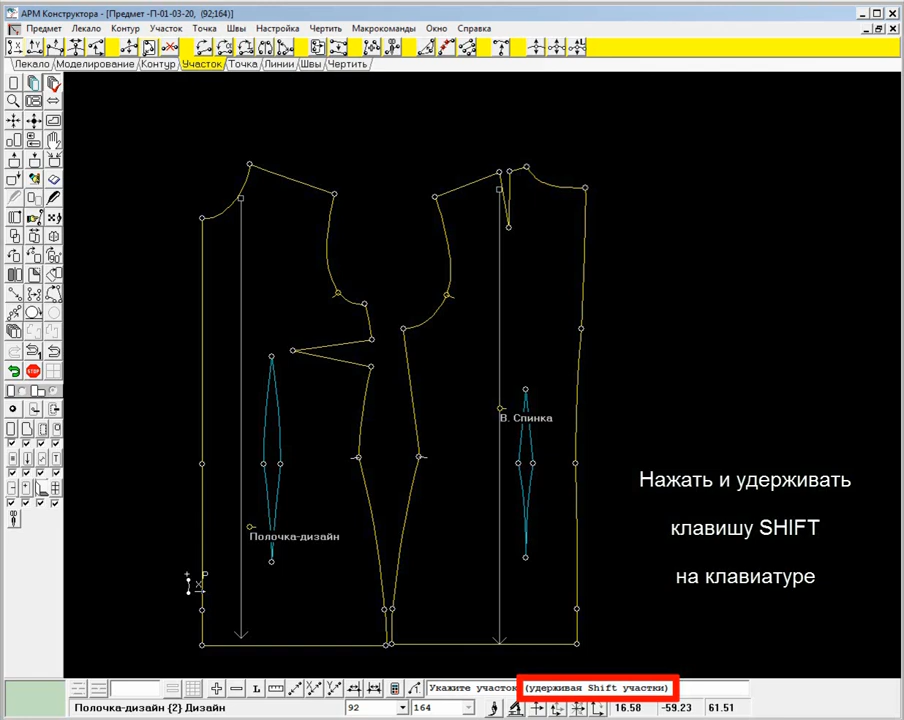 АРМ Конструктора - [Предмет -П-01-03-20, (92;164)]
Предмет Лекало Контур Участок Точка Швы Настройка Чертить Макрокоманды Окно Справка
Лекало Моделирование Контур Участок Точка Линии Швы Чертить
В. Спинка
Полочка-дизайн
Нажать и удерживать
клавишу SHIFT
на клавиатуре
Укажите участок (удерживая Shift участки)
Полочка-дизайн {2} Дизайн 92 164 16.58 -59.23 61.51